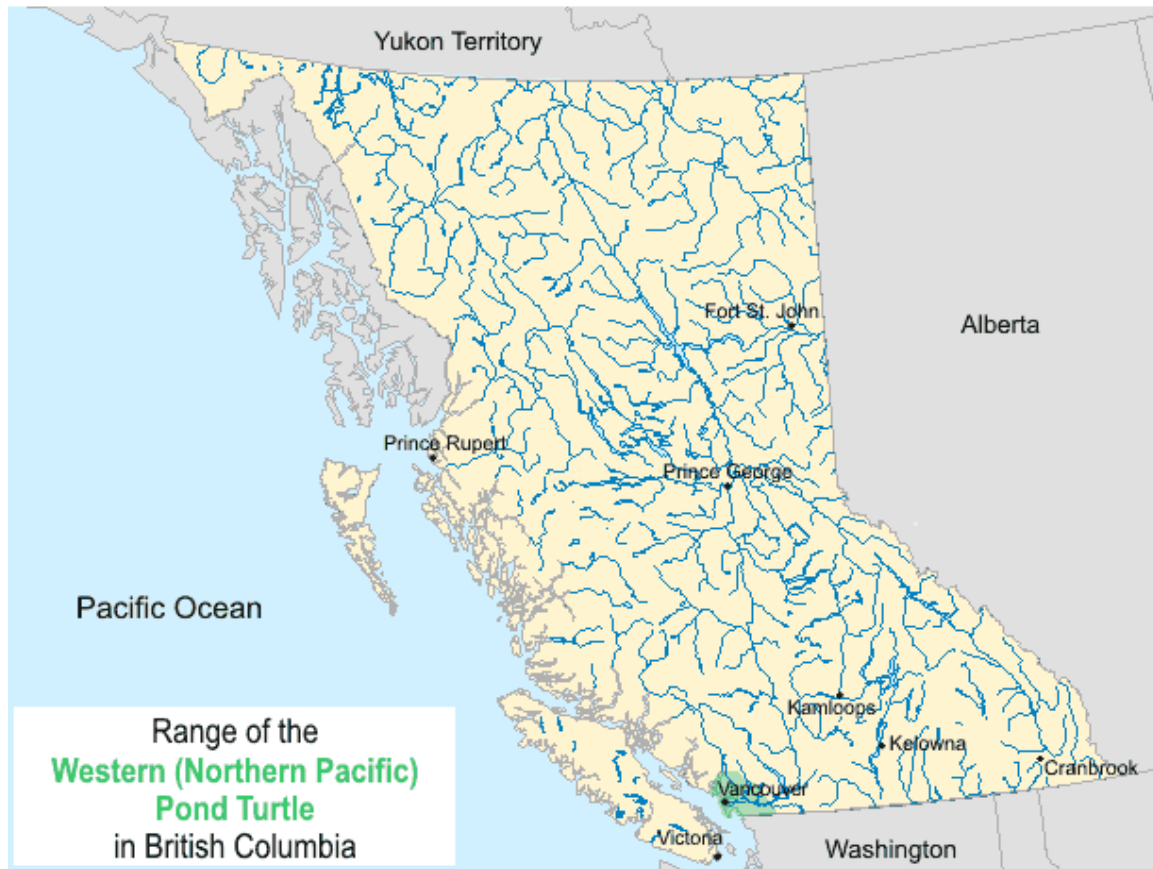 Yukon Territory
Fort St. John
Alberta
Prince Rupert
Prince George
Pacific Ocean
Kamloops
Kelowna
Cranbrook
Vancouver
Victona
Washington
Range of the
Western (Northern Pacific)
Pond Turtle
in British Columbia